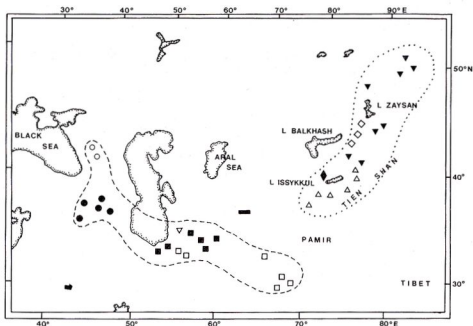 30° 40° 50° 60° 70° 80°
50°N
L ZAYSAN
BLACK
SEA
L BALKHASH
ARAL
SEA
40°
L ISSYKKUL
TIEN SHAN
PAMIR
TIBET
30°
40° 50° 60° 70° 80°E